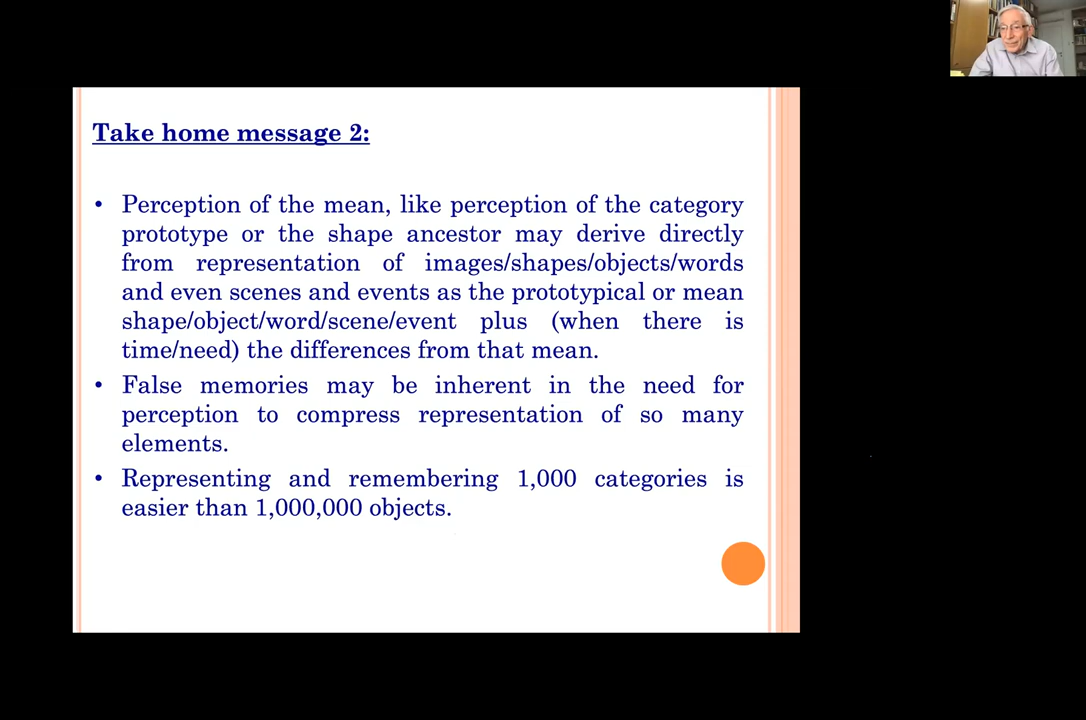 Take home message 2:
• Perception of the mean, like perception of the category
prototype or the shape ancestor may derive directly
from representation of images/shapes/objects/words
and even scenes and events as the prototypical or mean
shape/object/word/scene/event plus (when there is
time/need) the differences from that mean.
• False memories may be inherent in the need for
perception to compress representation of so many
elements.
• Representing and remembering 1,000 categories is
easier than 1,000,000 objects.